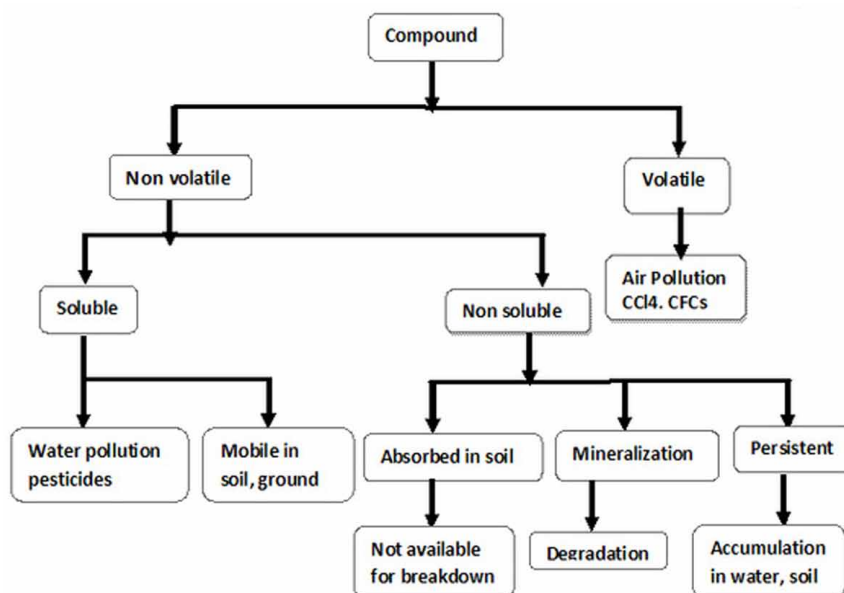 Compound
Non volatile
Volatile
Air Pollution
CCl4. CFCs
Soluble
Non soluble
Water pollution
pesticides
Mobile in
soil, ground
Absorbed in soil
Mineralization
Persistent
Not available
for breakdown
Degradation
Accumulation
in water, soil